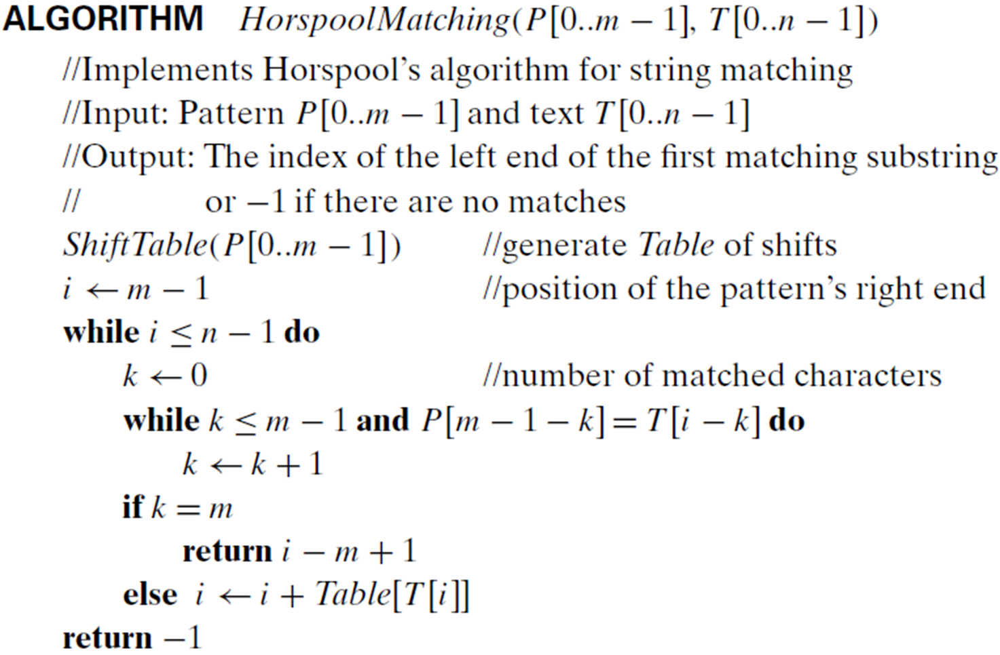 ALGORITHM HorspoolMatching(P[0..m − 1], T[0..n − 1])
//Implements Horspool's algorithm for string matching
//Input: Pattern P[0..m − 1] and text T[0..n − 1]
//Output: The index of the left end of the first matching substring
// or −1 if there are no matches
ShiftTable(P[0..m − 1]) //generate Table of shifts
i ← m − 1 //position of the pattern's right end
while i ≤ n − 1 do
k ← 0 //number of matched characters
while k ≤ m − 1 and P[m − 1 − k] = T[i − k] do
k ← k + 1
if k = m
return i − m + 1
else i ← i + Table[T[i]]
return −1